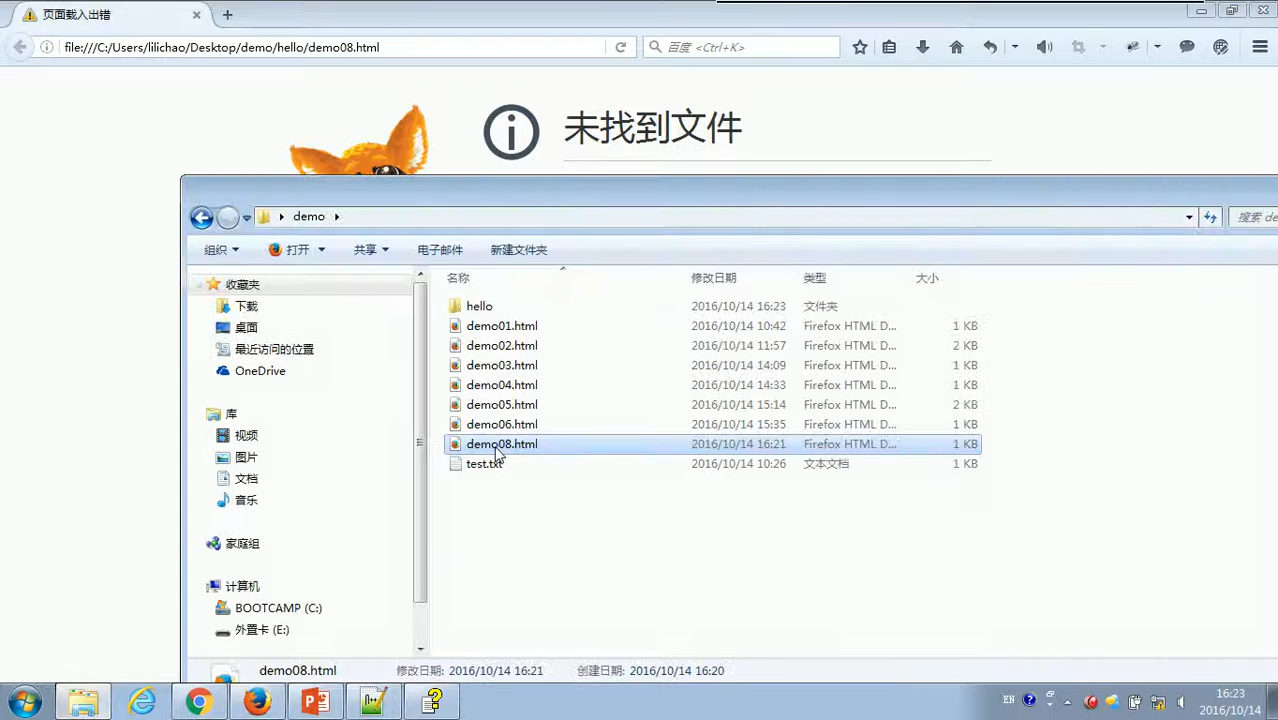 页面载入出错
file:///C:/Users/lilichao/Desktop/demo/hello/demo08.html
百度 <Ctrl+K>
未找到文件
demo
搜索 de
组织 打开 共享 电子邮件 新建文件夹
名称 修改日期 类型 大小
收藏夹
下载
桌面
最近访问的位置
OneDrive
库
视频
图片
文档
音乐
家庭组
计算机
BOOTCAMP (C:)
外置卡 (E:)
hello 2016/10/14 16:23 文件夹
demo01.html 2016/10/14 10:42 Firefox HTML D... 1 KB
demo02.html 2016/10/14 11:57 Firefox HTML D... 2 KB
demo03.html 2016/10/14 14:09 Firefox HTML D... 1 KB
demo04.html 2016/10/14 14:33 Firefox HTML D... 1 KB
demo05.html 2016/10/14 15:14 Firefox HTML D... 2 KB
demo06.html 2016/10/14 15:35 Firefox HTML D... 1 KB
demo08.html 2016/10/14 16:21 Firefox HTML D... 1 KB
test.txt 2016/10/14 10:26 文本文档 1 KB
demo08.html 修改日期: 2016/10/14 16:21 创建日期: 2016/10/14 16:20
EN
16:23
2016/10/14